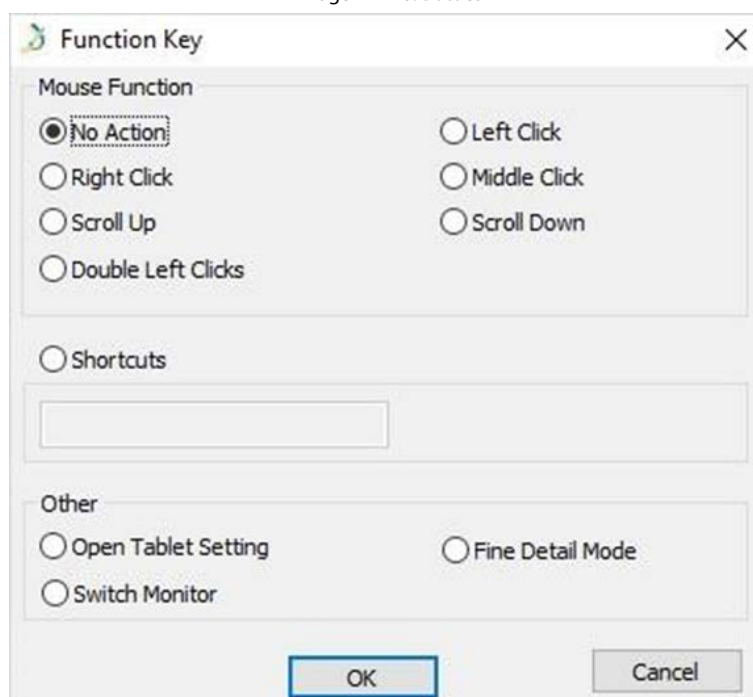 Function Key
Mouse Function
No Action
Left Click
Right Click
Middle Click
Scroll Up
Scroll Down
Double Left Clicks
Shortcuts
Other
Open Tablet Setting
Fine Detail Mode
Switch Monitor
OK
Cancel